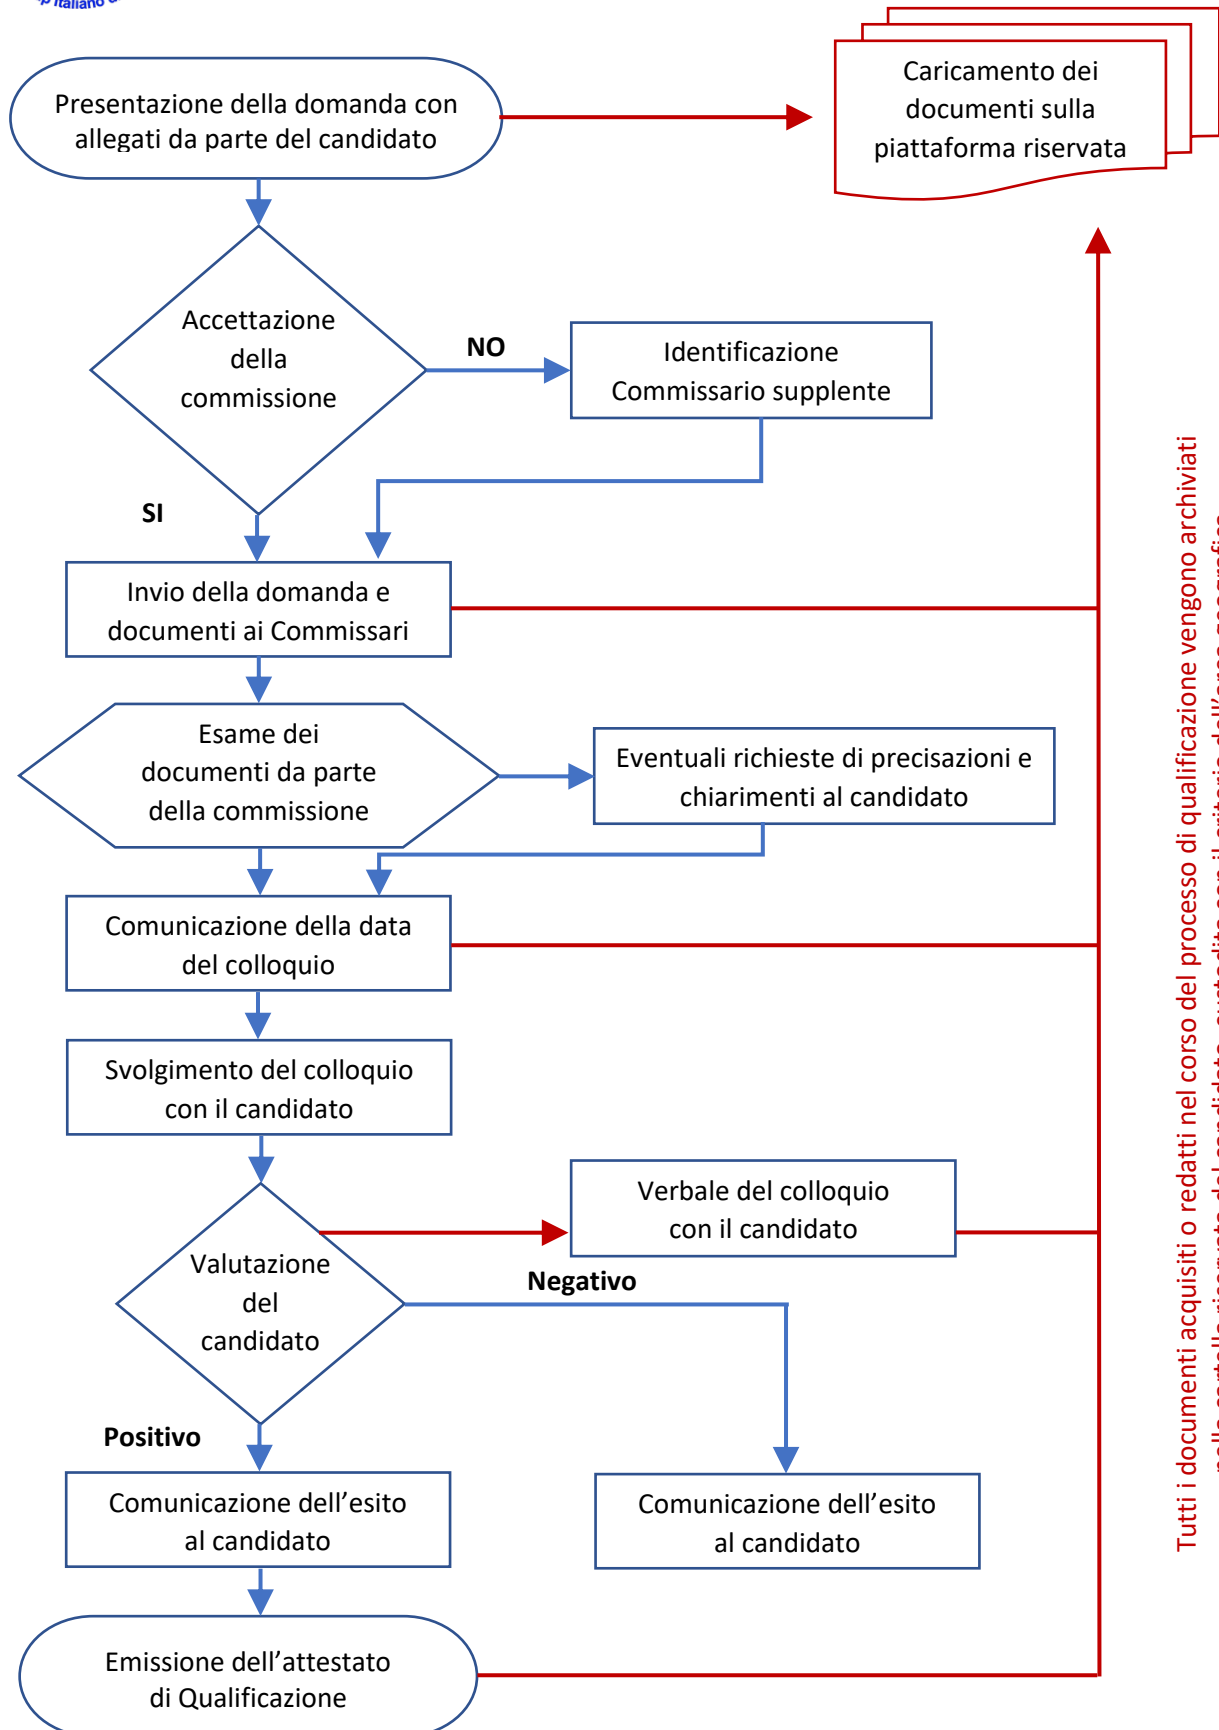 Italiano
Presentazione della domanda con
allegati da parte del candidato
Caricamento dei
documenti sulla
piattaforma riservata
Accettazione
della
commissione
NO
Identificazione
Commissario supplente
SI
Invio della domanda e
documenti ai Commissari
Esame dei
documenti da parte
della commissione
Eventuali richieste di precisazioni e
chiarimenti al candidato
Comunicazione della data
del colloquio
Svolgimento del colloquio
con il candidato
Verbale del colloquio
con il candidato
Valutazione
del
candidato
Negativo
Positivo
Comunicazione dell’esito
al candidato
Comunicazione dell’esito
al candidato
Emissione dell’attestato
di Qualificazione
Tutti i documenti acquisiti o redatti nel corso del processo di qualificazione vengono archiviati